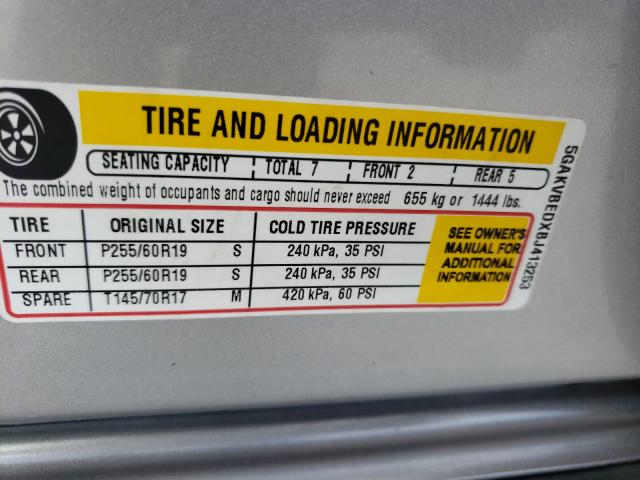 TIRE AND LOADING INFORMATION
SEATING CAPACITY TOTAL 7 FRONT 2 REAR 5
The combined weight of occupants and cargo should never exceed 655 kg or 1444 lbs.
TIRE ORIGINAL SIZE COLD TIRE PRESSURE
FRONT P255/60R19 S 240 kPa, 35 PSI
REAR P255/60R19 S 240 kPa, 35 PSI
SPARE T145/70R17 M 420 kPa, 60 PSI
SEE OWNER'S
MANUAL FOR
ADDITIONAL
INFORMATION
5GAKVBEDXBJ413253